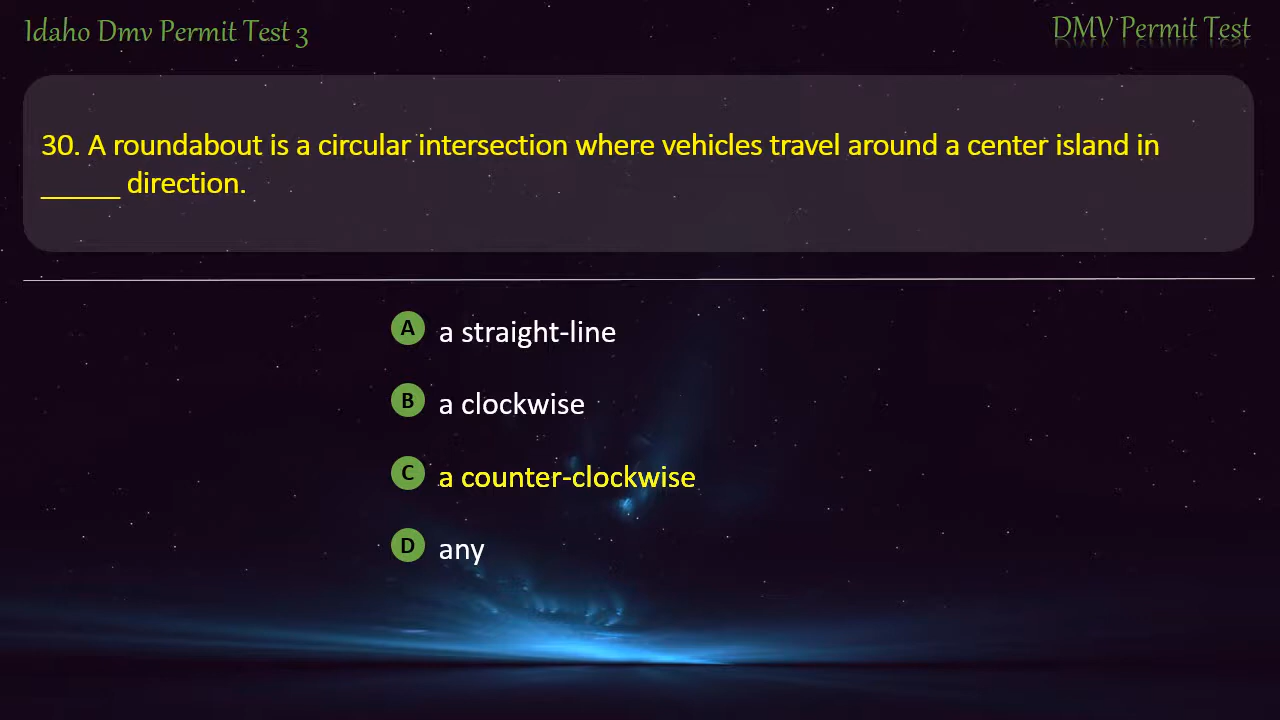 Idaho Dmv Permit Test 3
DMV Permit Test
30. A roundabout is a circular intersection where vehicles travel around a center island in
_____ direction.
A a straight-line
B a clockwise
C a counter-clockwise
D any